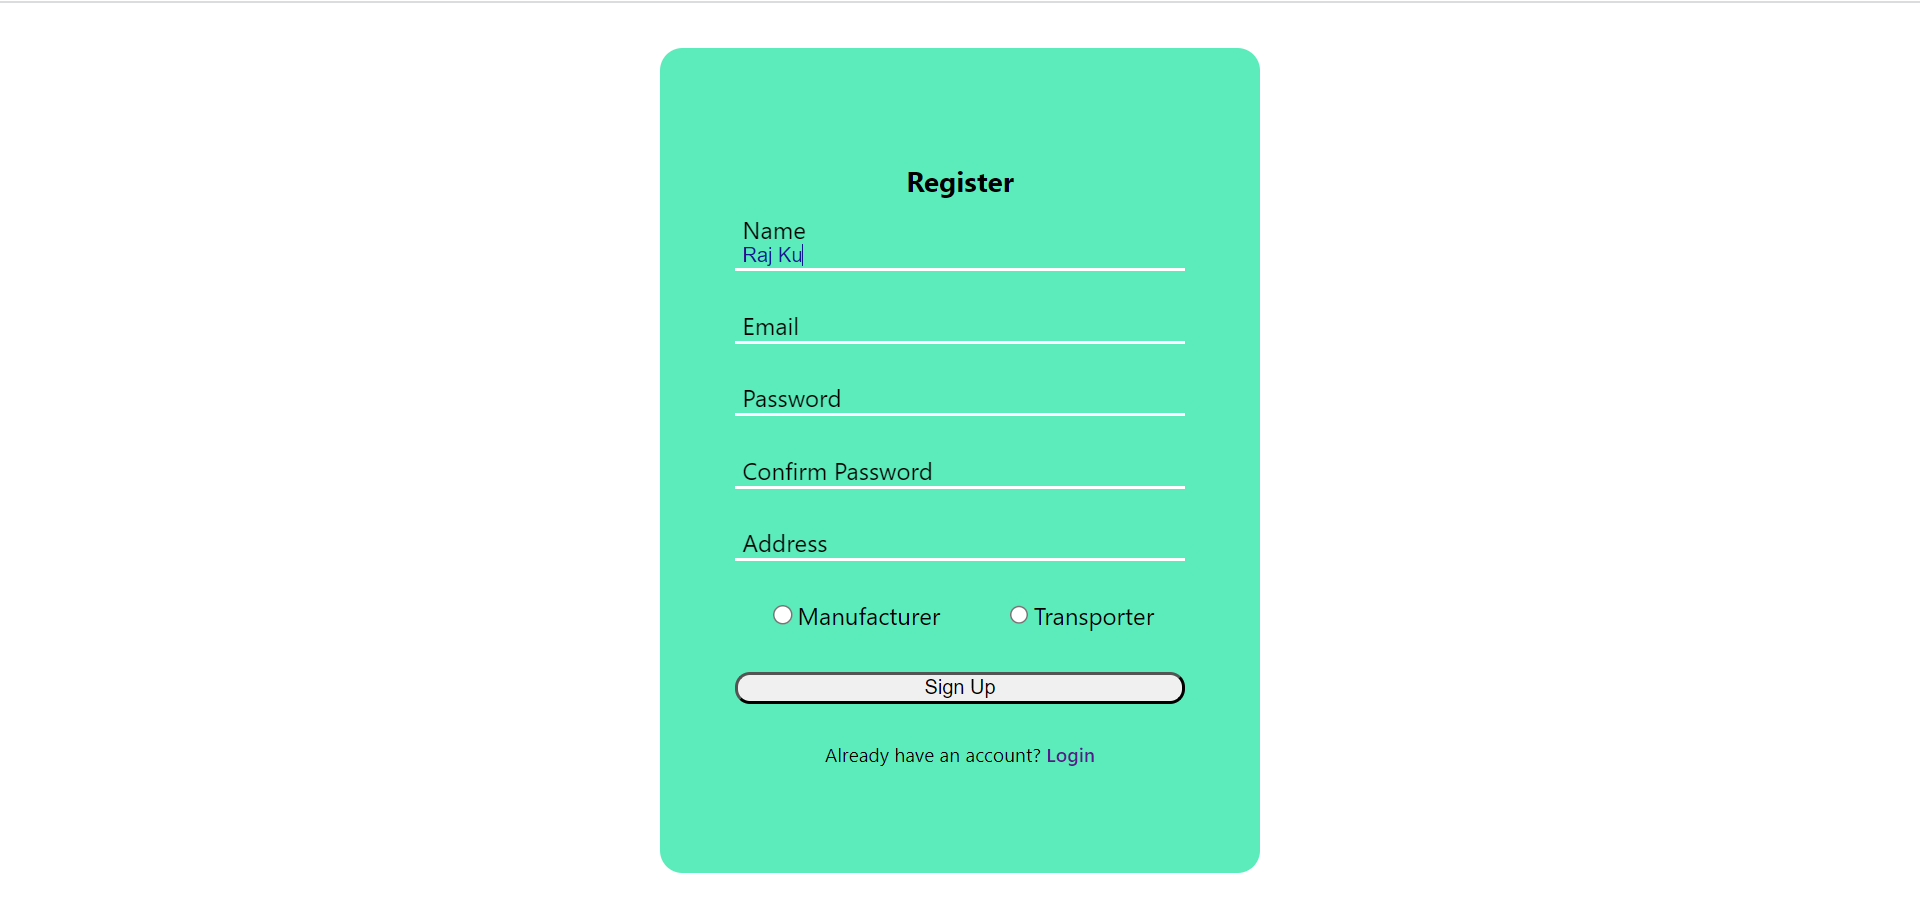 Register
Name
Raj Ku
Email
Password
Confirm Password
Address
Manufacturer Transporter
Sign Up
Already have an account? Login